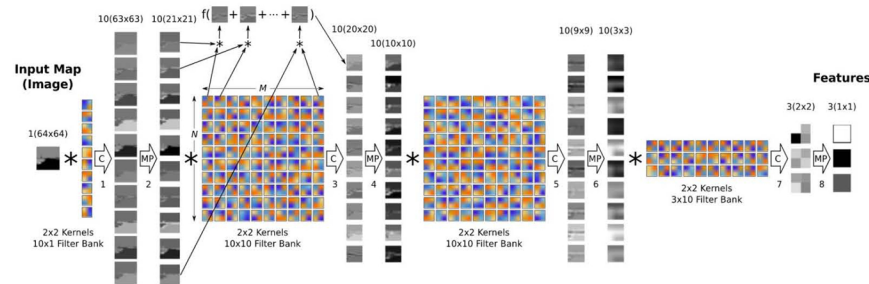 10(63x63)
10(21x21)
f( + + ··· + )
10(20x20)
10(10x10)
10(9x9)
10(3x3)
Input Map
(Image)
Features
M
N
3(2x2)
3(1x1)
1(64x64)
*
C
MP
*
C
MP
*
C
MP
*
C
MP
1
2
3
4
5
6
7
8
2x2 Kernels
10x1 Filter Bank
2x2 Kernels
10x10 Filter Bank
2x2 Kernels
10x10 Filter Bank
2x2 Kernels
3x10 Filter Bank